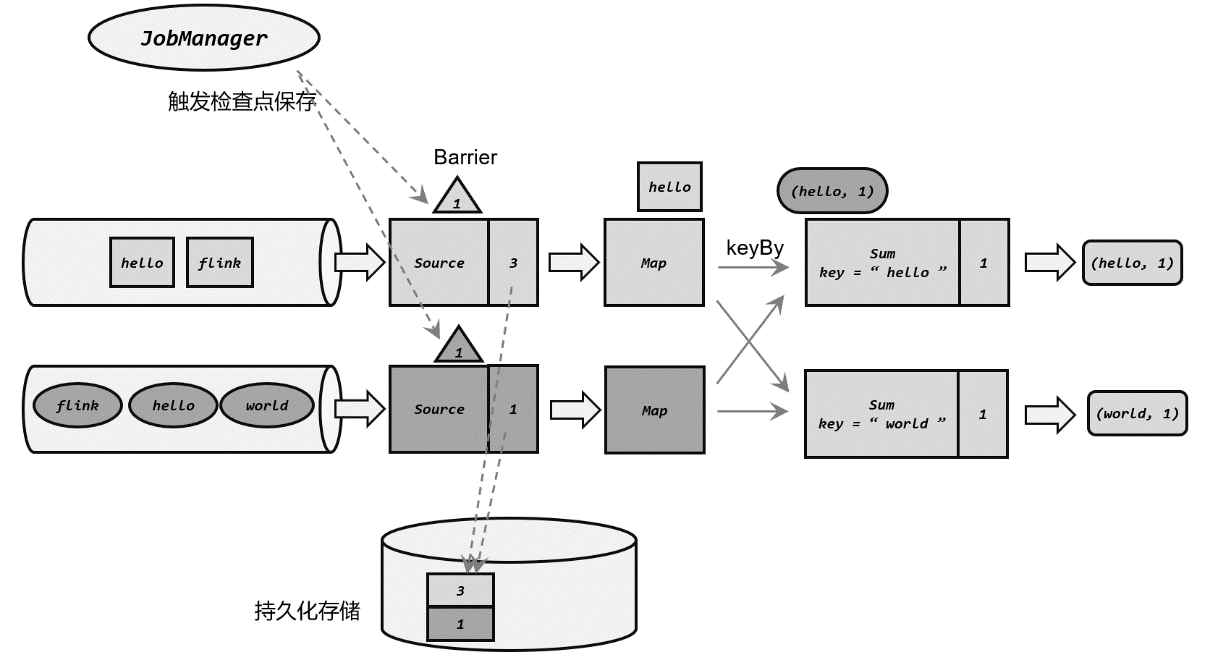 JobManager
触发检查点保存
Barrier
1
hello
(hello, 1)
hello
flink
Source
3
Map
keyBy
Sum
key = “ hello ”
1
(hello, 1)
1
flink
hello
world
Source
1
Map
Sum
key = “ world ”
1
(world, 1)
持久化存储
3
1